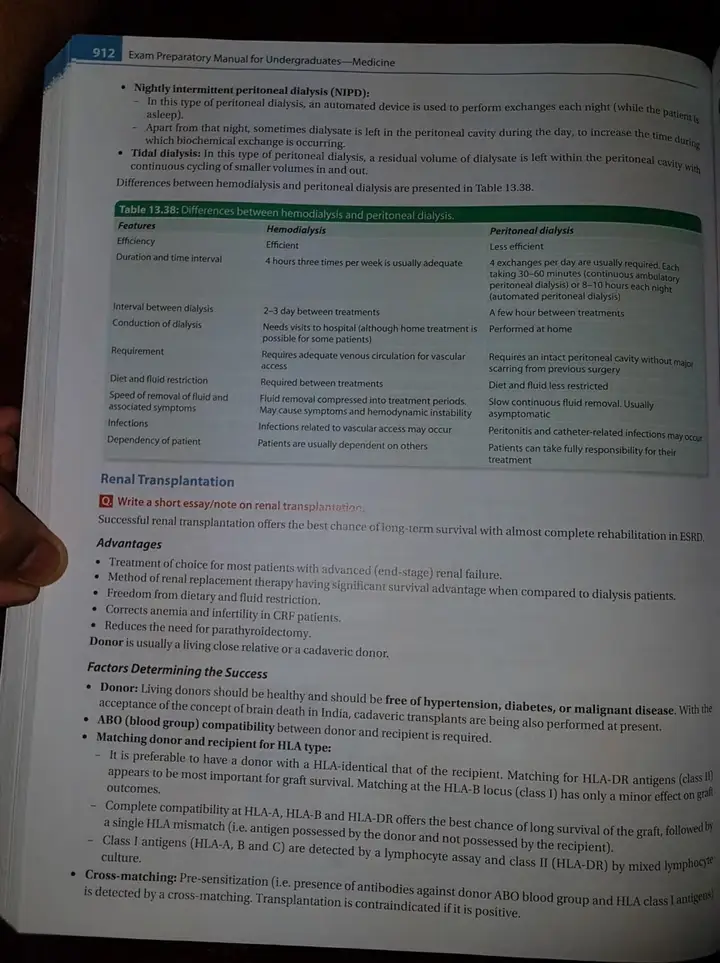 912 Exam Preparatory Manual for Undergraduates—Medicine
• Nightly intermittent peritoneal dialysis (NIPD):
– In this type of peritoneal dialysis, an automated device is used to perform exchanges each night (while the patient is
asleep).
– Apart from that night, sometimes dialysate is left in the peritoneal cavity during the day, to increase the time during
which biochemical exchange is occurring.
• Tidal dialysis: In this type of peritoneal dialysis, a residual volume of dialysate is left within the peritoneal cavity with
continuous cycling of smaller volumes in and out.
Differences between hemodialysis and peritoneal dialysis are presented in Table 13.38.
Table 13.38: Differences between hemodialysis and peritoneal dialysis.
Features Hemodialysis Peritoneal dialysis
Efficiency Efficient Less efficient
Duration and time interval 4 hours three times per week is usually adequate 4 exchanges per day are usually required. Each
taking 30–60 minutes (continuous ambulatory
peritoneal dialysis) or 8–10 hours each night
(automated peritoneal dialysis)
Interval between dialysis 2–3 day between treatments A few hour between treatments
Conduction of dialysis Needs visits to hospital (although home treatment is Performed at home
possible for some patients)
Requirement Requires adequate venous circulation for vascular Requires an intact peritoneal cavity without major
access scarring from previous surgery
Diet and fluid restriction Required between treatments Diet and fluid less restricted
Speed of removal of fluid and Fluid removal compressed into treatment periods. Slow continuous fluid removal. Usually
associated symptoms May cause symptoms and hemodynamic instability asymptomatic
Infections Infections related to vascular access may occur Peritonitis and catheter-related infections may occur
Dependency of patient Patients are usually dependent on others Patients can take fully responsibility for their
treatment
Renal Transplantation
Q. Write a short essay/note on renal transplantation.
Successful renal transplantation offers the best chance of long-term survival with almost complete rehabilitation in ESRD.
Advantages
• Treatment of choice for most patients with advanced (end-stage) renal failure.
• Method of renal replacement therapy having significant survival advantage when compared to dialysis patients.
• Freedom from dietary and fluid restriction.
• Corrects anemia and infertility in CRF patients.
• Reduces the need for parathyroidectomy.
Donor is usually a living close relative or a cadaveric donor.
Factors Determining the Success
• Donor: Living donors should be healthy and should be free of hypertension, diabetes, or malignant disease. With the
acceptance of the concept of brain death in India, cadaveric transplants are being also performed at present.
• ABO (blood group) compatibility between donor and recipient is required.
• Matching donor and recipient for HLA type:
– It is preferable to have a donor with a HLA-identical that of the recipient. Matching for HLA-DR antigens (class II)
appears to be most important for graft survival. Matching at the HLA-B locus (class I) has only a minor effect on graft
outcomes.
– Complete compatibility at HLA-A, HLA-B and HLA-DR offers the best chance of long survival of the graft, followed by
a single HLA mismatch (i.e. antigen possessed by the donor and not possessed by the recipient).
– Class I antigens (HLA-A, B and C) are detected by a lymphocyte assay and class II (HLA-DR) by mixed lymphocyte
culture.
• Cross-matching: Pre-sensitization (i.e. presence of antibodies against donor ABO blood group and HLA class I antigens)
is detected by a cross-matching. Transplantation is contraindicated if it is positive.